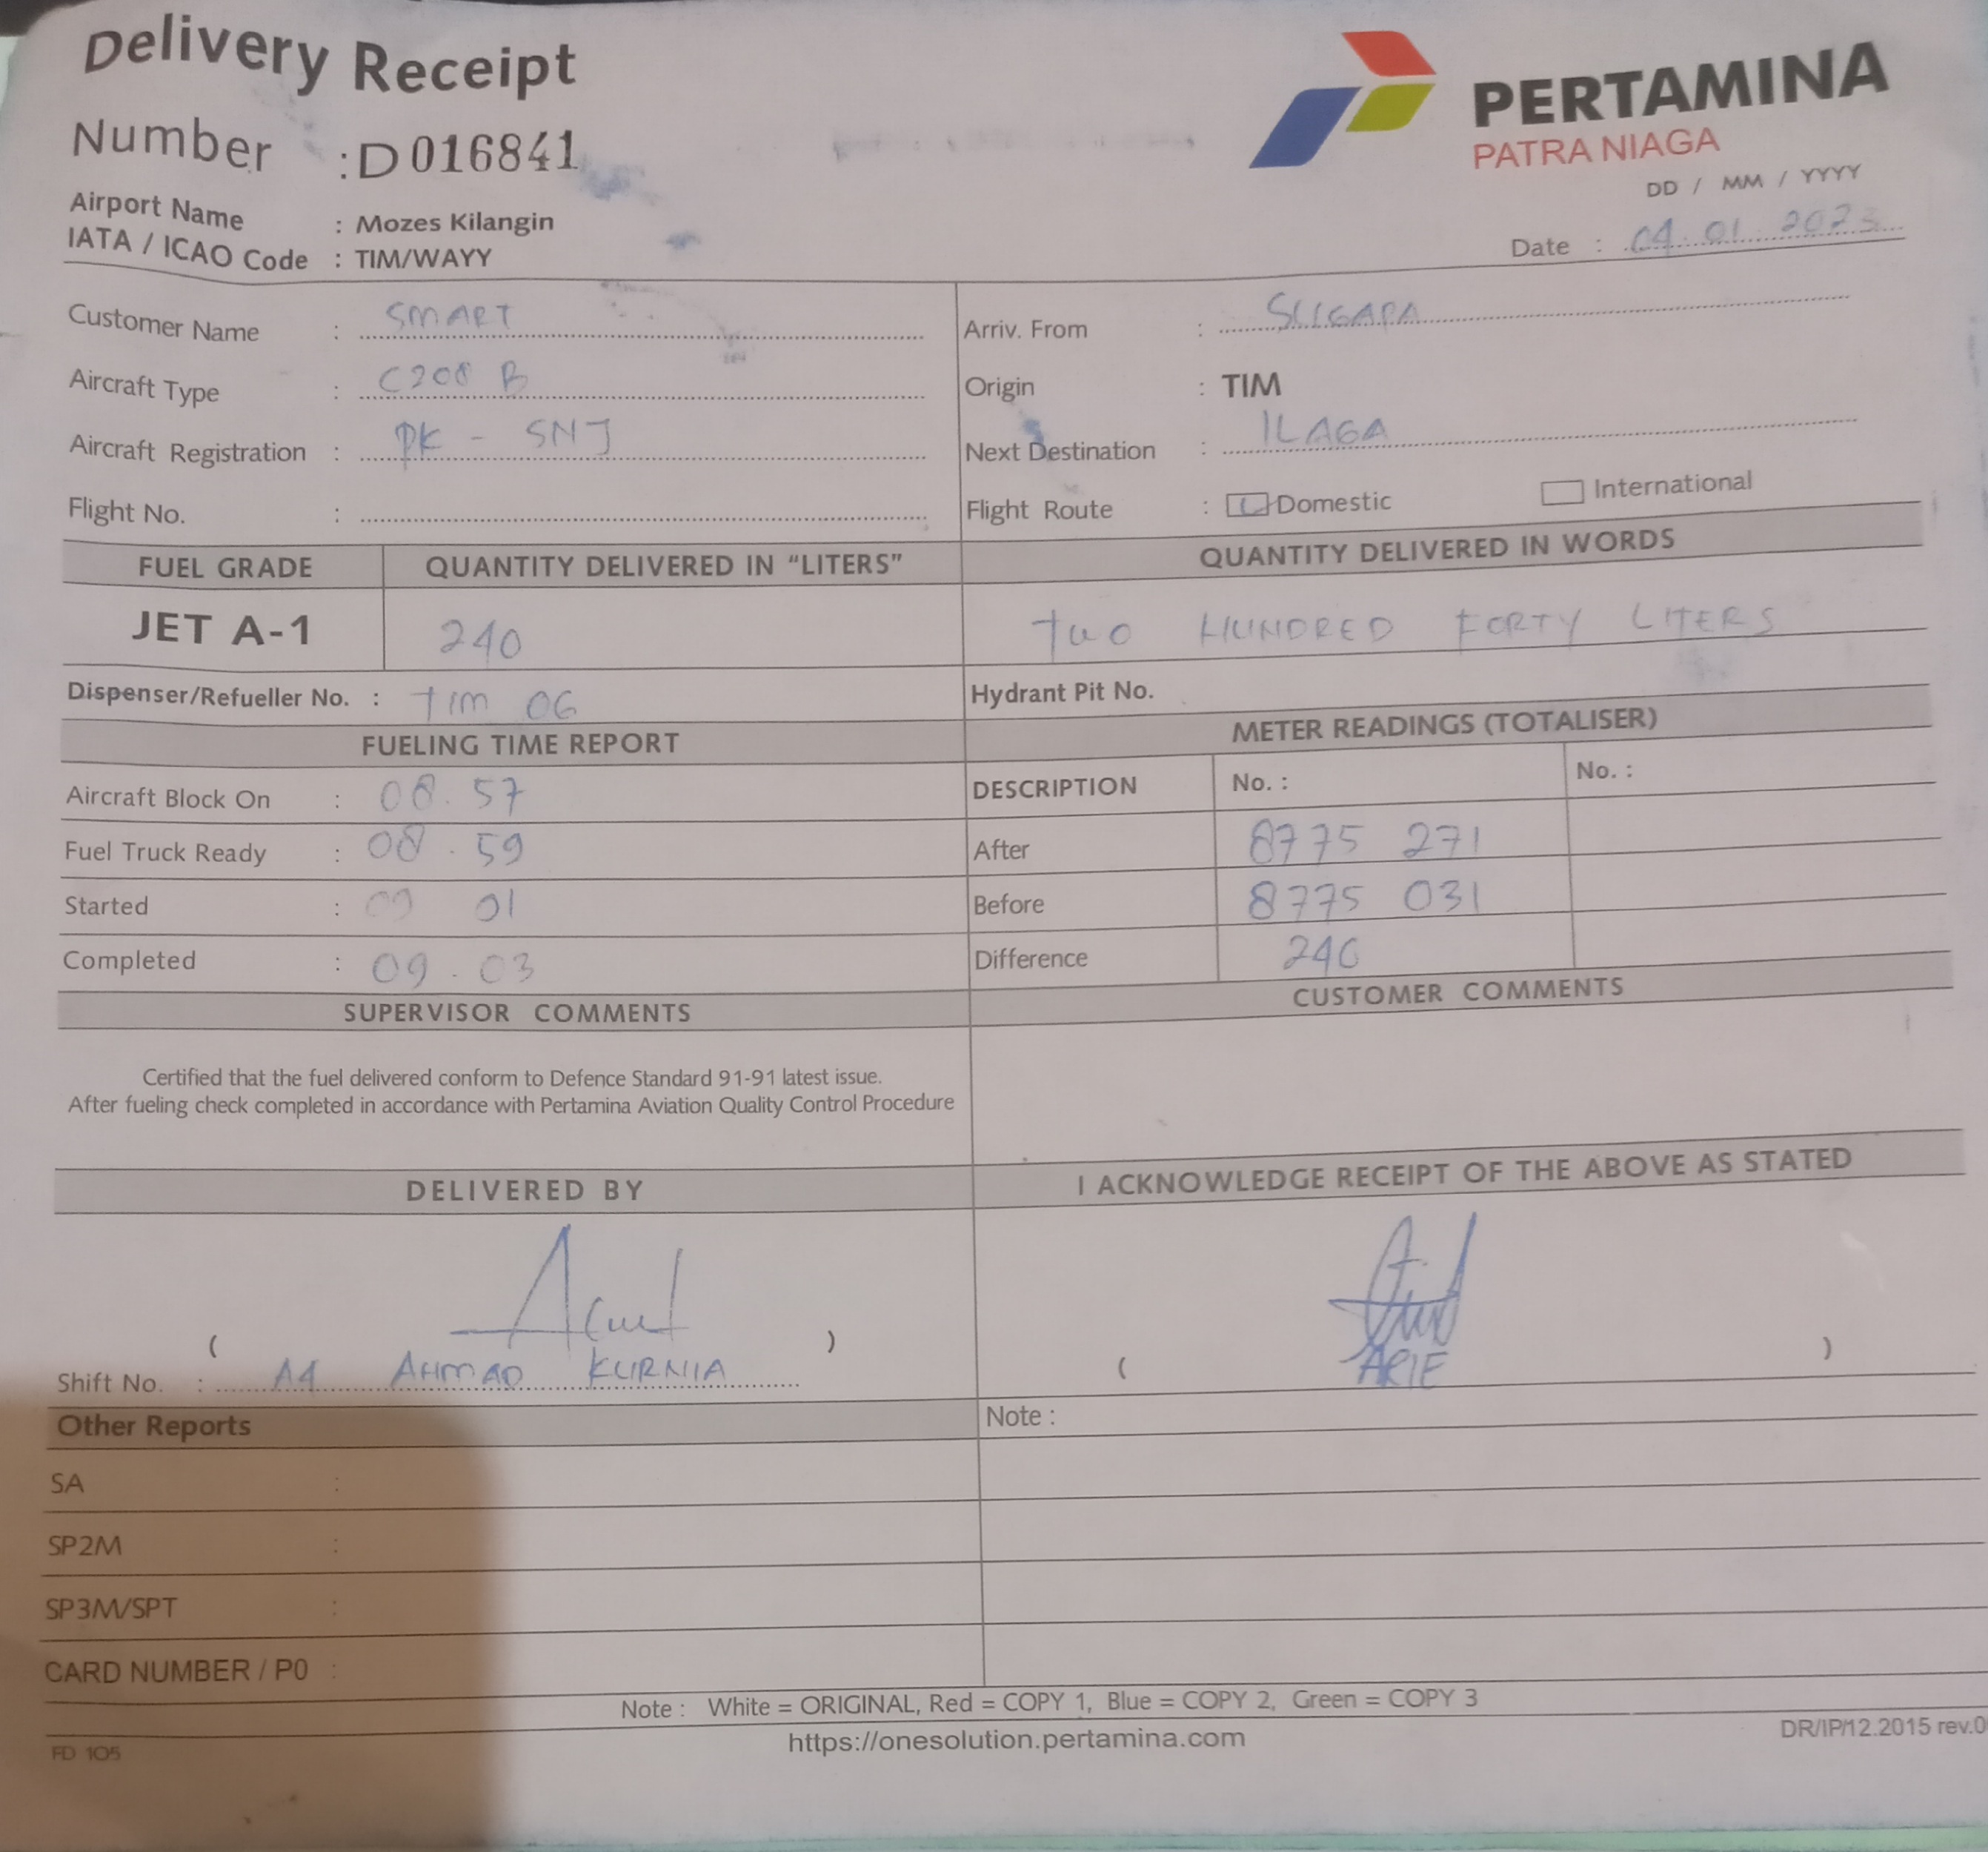 Delivery Receipt
Number : D 016841
PERTAMINA
PATRA NIAGA
Airport Name : Mozes Kilangin
IATA / ICAO Code : TIM/WAYY
DD / MM / YYYY
Date : 04.01.2023
Customer Name : SMART
Arriv. From : SUGAPA
Aircraft Type : C208 B
Origin : TIM
Aircraft Registration : PK - SNJ
Next Destination : ILAGA
Flight No. :
Flight Route : Domestic International
FUEL GRADE QUANTITY DELIVERED IN "LITERS" QUANTITY DELIVERED IN WORDS
JET A-1 240 TWO HUNDRED FORTY LITERS
Dispenser/Refueller No. : TIM 06 Hydrant Pit No.
FUELING TIME REPORT METER READINGS (TOTALISER)
Aircraft Block On : 08.57 DESCRIPTION No. : No. :
Fuel Truck Ready : 08.59 After 8775 271
Started : 09 01 Before 8775 031
Completed : 09.03 Difference 240
SUPERVISOR COMMENTS CUSTOMER COMMENTS
Certified that the fuel delivered conform to Defence Standard 91-91 latest issue.
After fueling check completed in accordance with Pertamina Aviation Quality Control Procedure
DELIVERED BY I ACKNOWLEDGE RECEIPT OF THE ABOVE AS STATED
( ) ( )
Shift No. : A4 AHMAD KURNIA ARIE
Other Reports Note :
SA :
SP2M :
SP3M/SPT :
CARD NUMBER / P0 :
Note : White = ORIGINAL, Red = COPY 1, Blue = COPY 2, Green = COPY 3
FD 105 https://onesolution.pertamina.com DR/IP/12.2015 rev.0